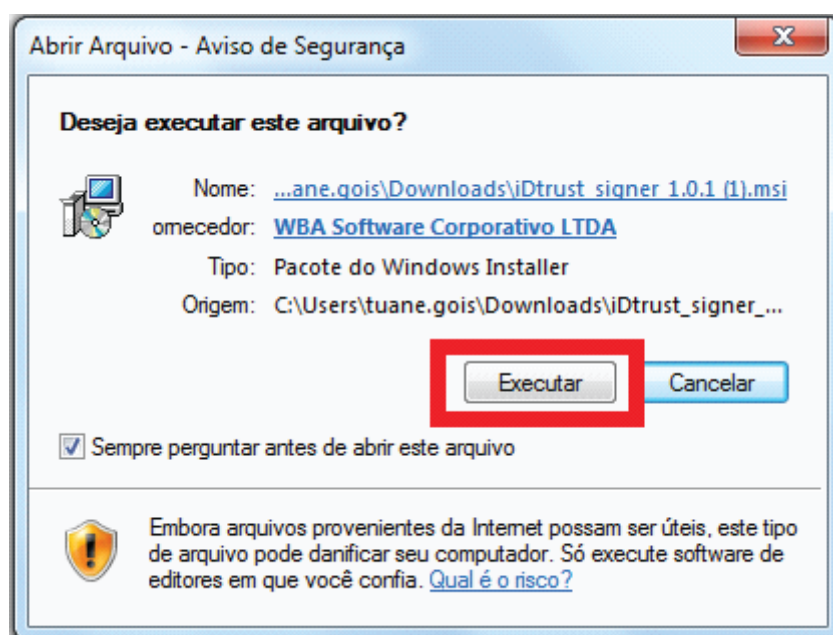 Abrir Arquivo - Aviso de Segurança
Deseja executar este arquivo?
Nome: ...ane.gois\Downloads\iDtrust signer 1.0.1 (1).msi
omecedor: WBA Software Corporativo LTDA
Tipo: Pacote do Windows Installer
Origem: C:\Users\tuane.gois\Downloads\iDtrust_signer_...
Executar Cancelar
Sempre perguntar antes de abrir este arquivo
Embora arquivos provenientes da Internet possam ser úteis, este tipo
de arquivo pode danificar seu computador. Só execute software de
editores em que você confia. Qual é o risco?